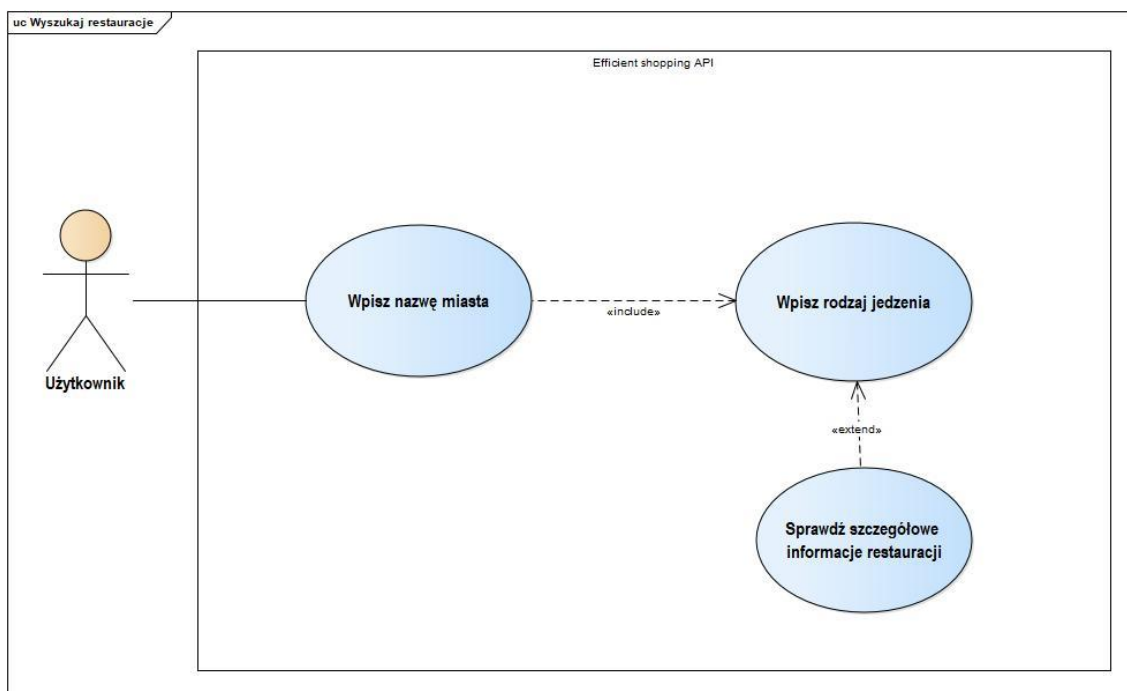 uc Wyszukaj restauracje
Efficient shopping API
Wpisz nazwę miasta
«include»
Wpisz rodzaj jedzenia
Użytkownik
«extend»
Sprawdź szczegółowe
informacje restauracji